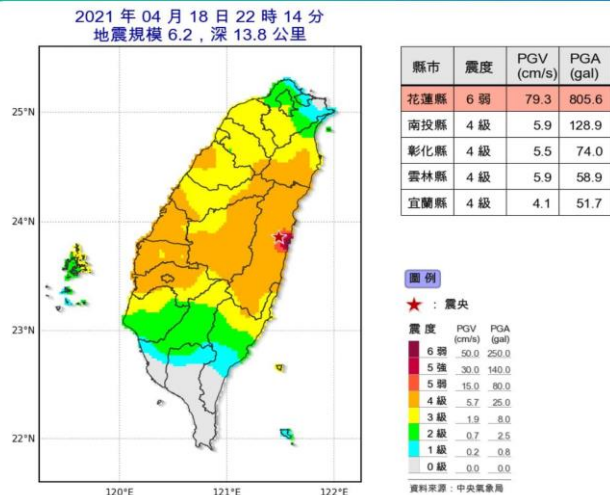 2021 年 04 月 18 日 22 時 14 分
地震規模 6.2 , 深 13.8 公里
25°N
24°N
23°N
22°N
120°E
121°E
122°E
縣市 震度 PGV (cm/s) PGA (gal)
花蓮縣 6 弱 79.3 805.6
南投縣 4 級 5.9 128.9
彰化縣 4 級 5.5 74.0
雲林縣 4 級 5.9 58.9
宜蘭縣 4 級 4.1 51.7
圖例
★ : 震央
震度 PGV (cm/s) PGA (gal)
6 弱 50.0 250.0
5 強 30.0 140.0
5 弱 15.0 80.0
4 級 5.7 25.0
3 級 1.9 8.0
2 級 0.7 2.5
1 級 0.2 0.8
0 級 0.0 0.0
資料來源 : 中央氣象局